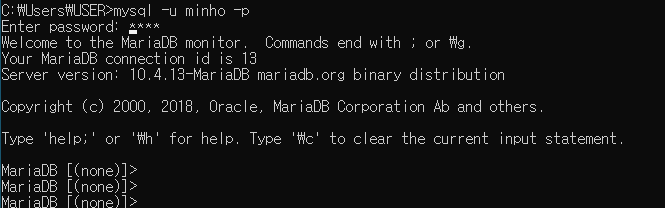 C:₩Users₩USER>mysql -u minho -p
Enter password: ****
Welcome to the MariaDB monitor.  Commands end with ; or ₩g.
Your MariaDB connection id is 13
Server version: 10.4.13-MariaDB mariadb.org binary distribution
Copyright (c) 2000, 2018, Oracle, MariaDB Corporation Ab and others.
Type 'help;' or '₩h' for help. Type '₩c' to clear the current input statement.
MariaDB [(none)]>
MariaDB [(none)]>
MariaDB [(none)]>